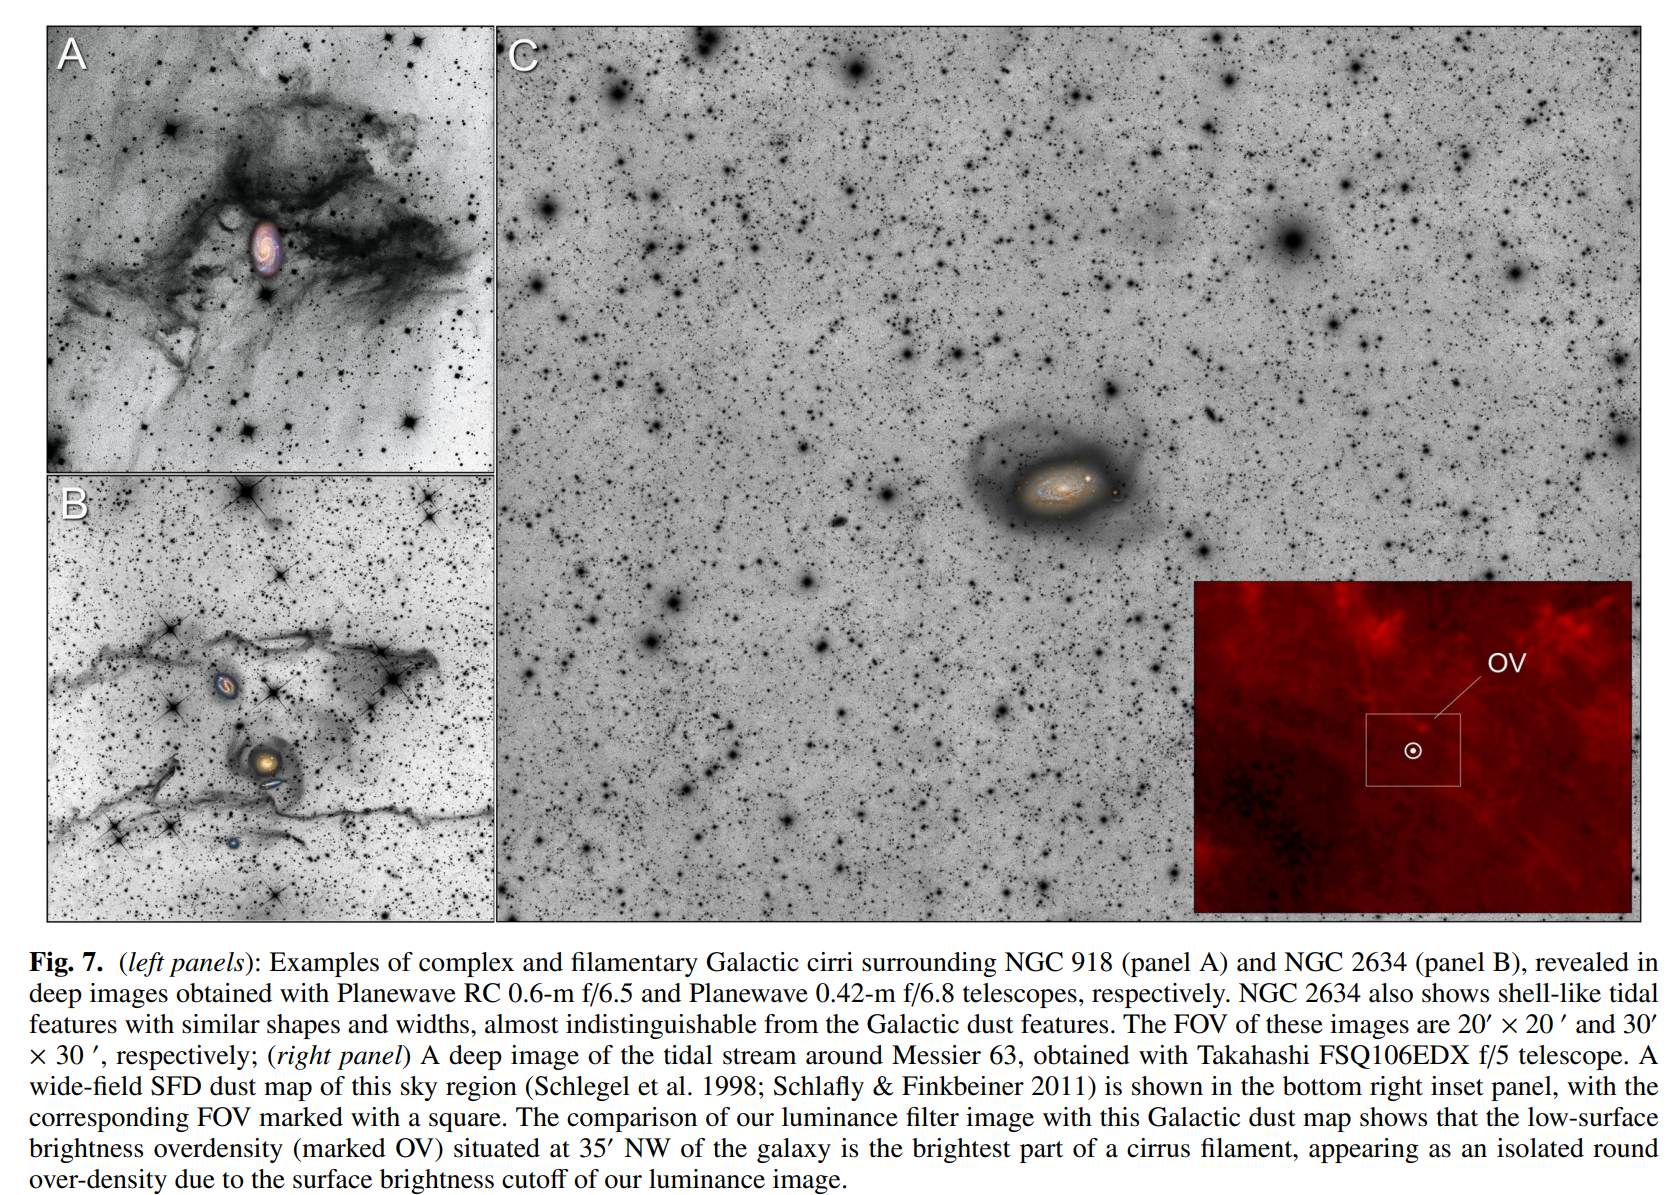 A
C
B
OV
Fig. 7. (left panels): Examples of complex and filamentary Galactic cirri surrounding NGC 918 (panel A) and NGC 2634 (panel B), revealed in
deep images obtained with Planewave RC 0.6-m f/6.5 and Planewave 0.42-m f/6.8 telescopes, respectively. NGC 2634 also shows shell-like tidal
features with similar shapes and widths, almost indistinguishable from the Galactic dust features. The FOV of these images are 20′ × 20 ′ and 30′
× 30 ′, respectively; (right panel) A deep image of the tidal stream around Messier 63, obtained with Takahashi FSQ106EDX f/5 telescope. A
wide-field SFD dust map of this sky region (Schlegel et al. 1998; Schlafly & Finkbeiner 2011) is shown in the bottom right inset panel, with the
corresponding FOV marked with a square. The comparison of our luminance filter image with this Galactic dust map shows that the low-surface
brightness overdensity (marked OV) situated at 35′ NW of the galaxy is the brightest part of a cirrus filament, appearing as an isolated round
over-density due to the surface brightness cutoff of our luminance image.